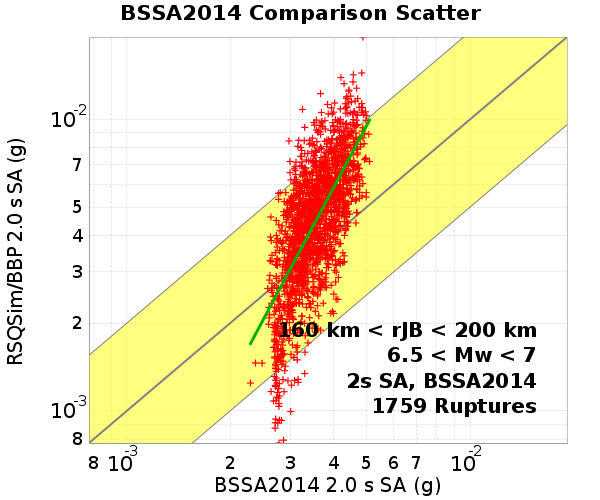 BSSA2014 Comparison Scatter
RSQSim/BBP 2.0 s SA (g)
10⁻²
7
5
4
3
2
10⁻³
8
160 km < rJB < 200 km
6.5 < Mw < 7
2s SA, BSSA2014
1759 Ruptures
8 10⁻³ 2 3 4 5 6 7 10⁻²
BSSA2014 2.0 s SA (g)